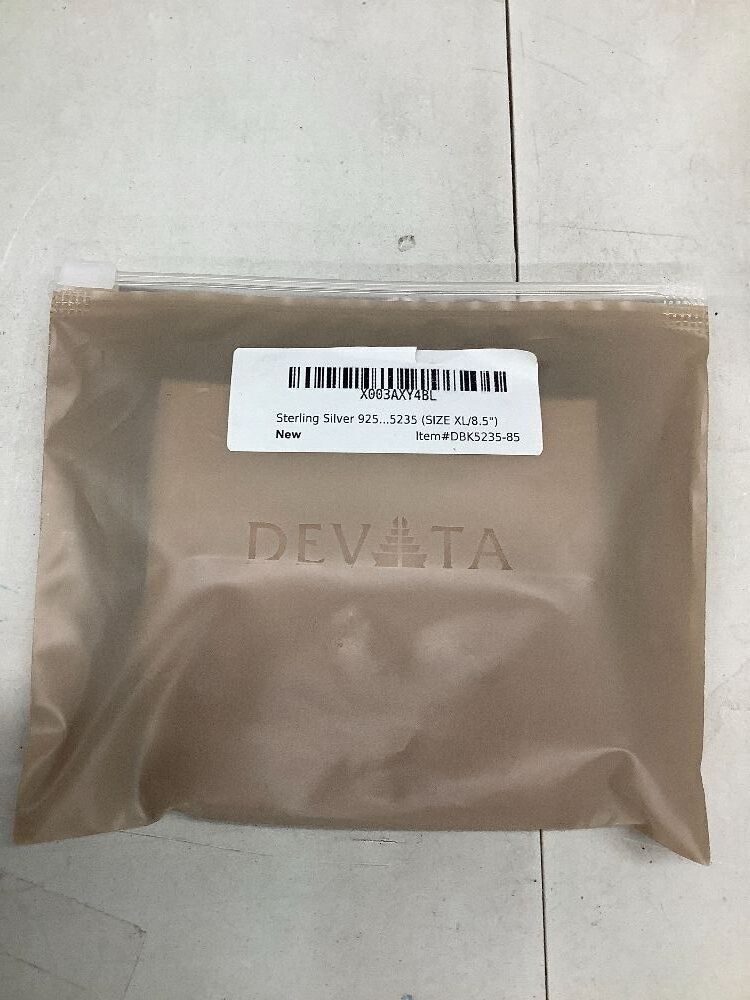 X003AXY4BL
Sterling Silver 925...5235 (SIZE XL/8.5")
New Item#DBK5235-85
DEVATA